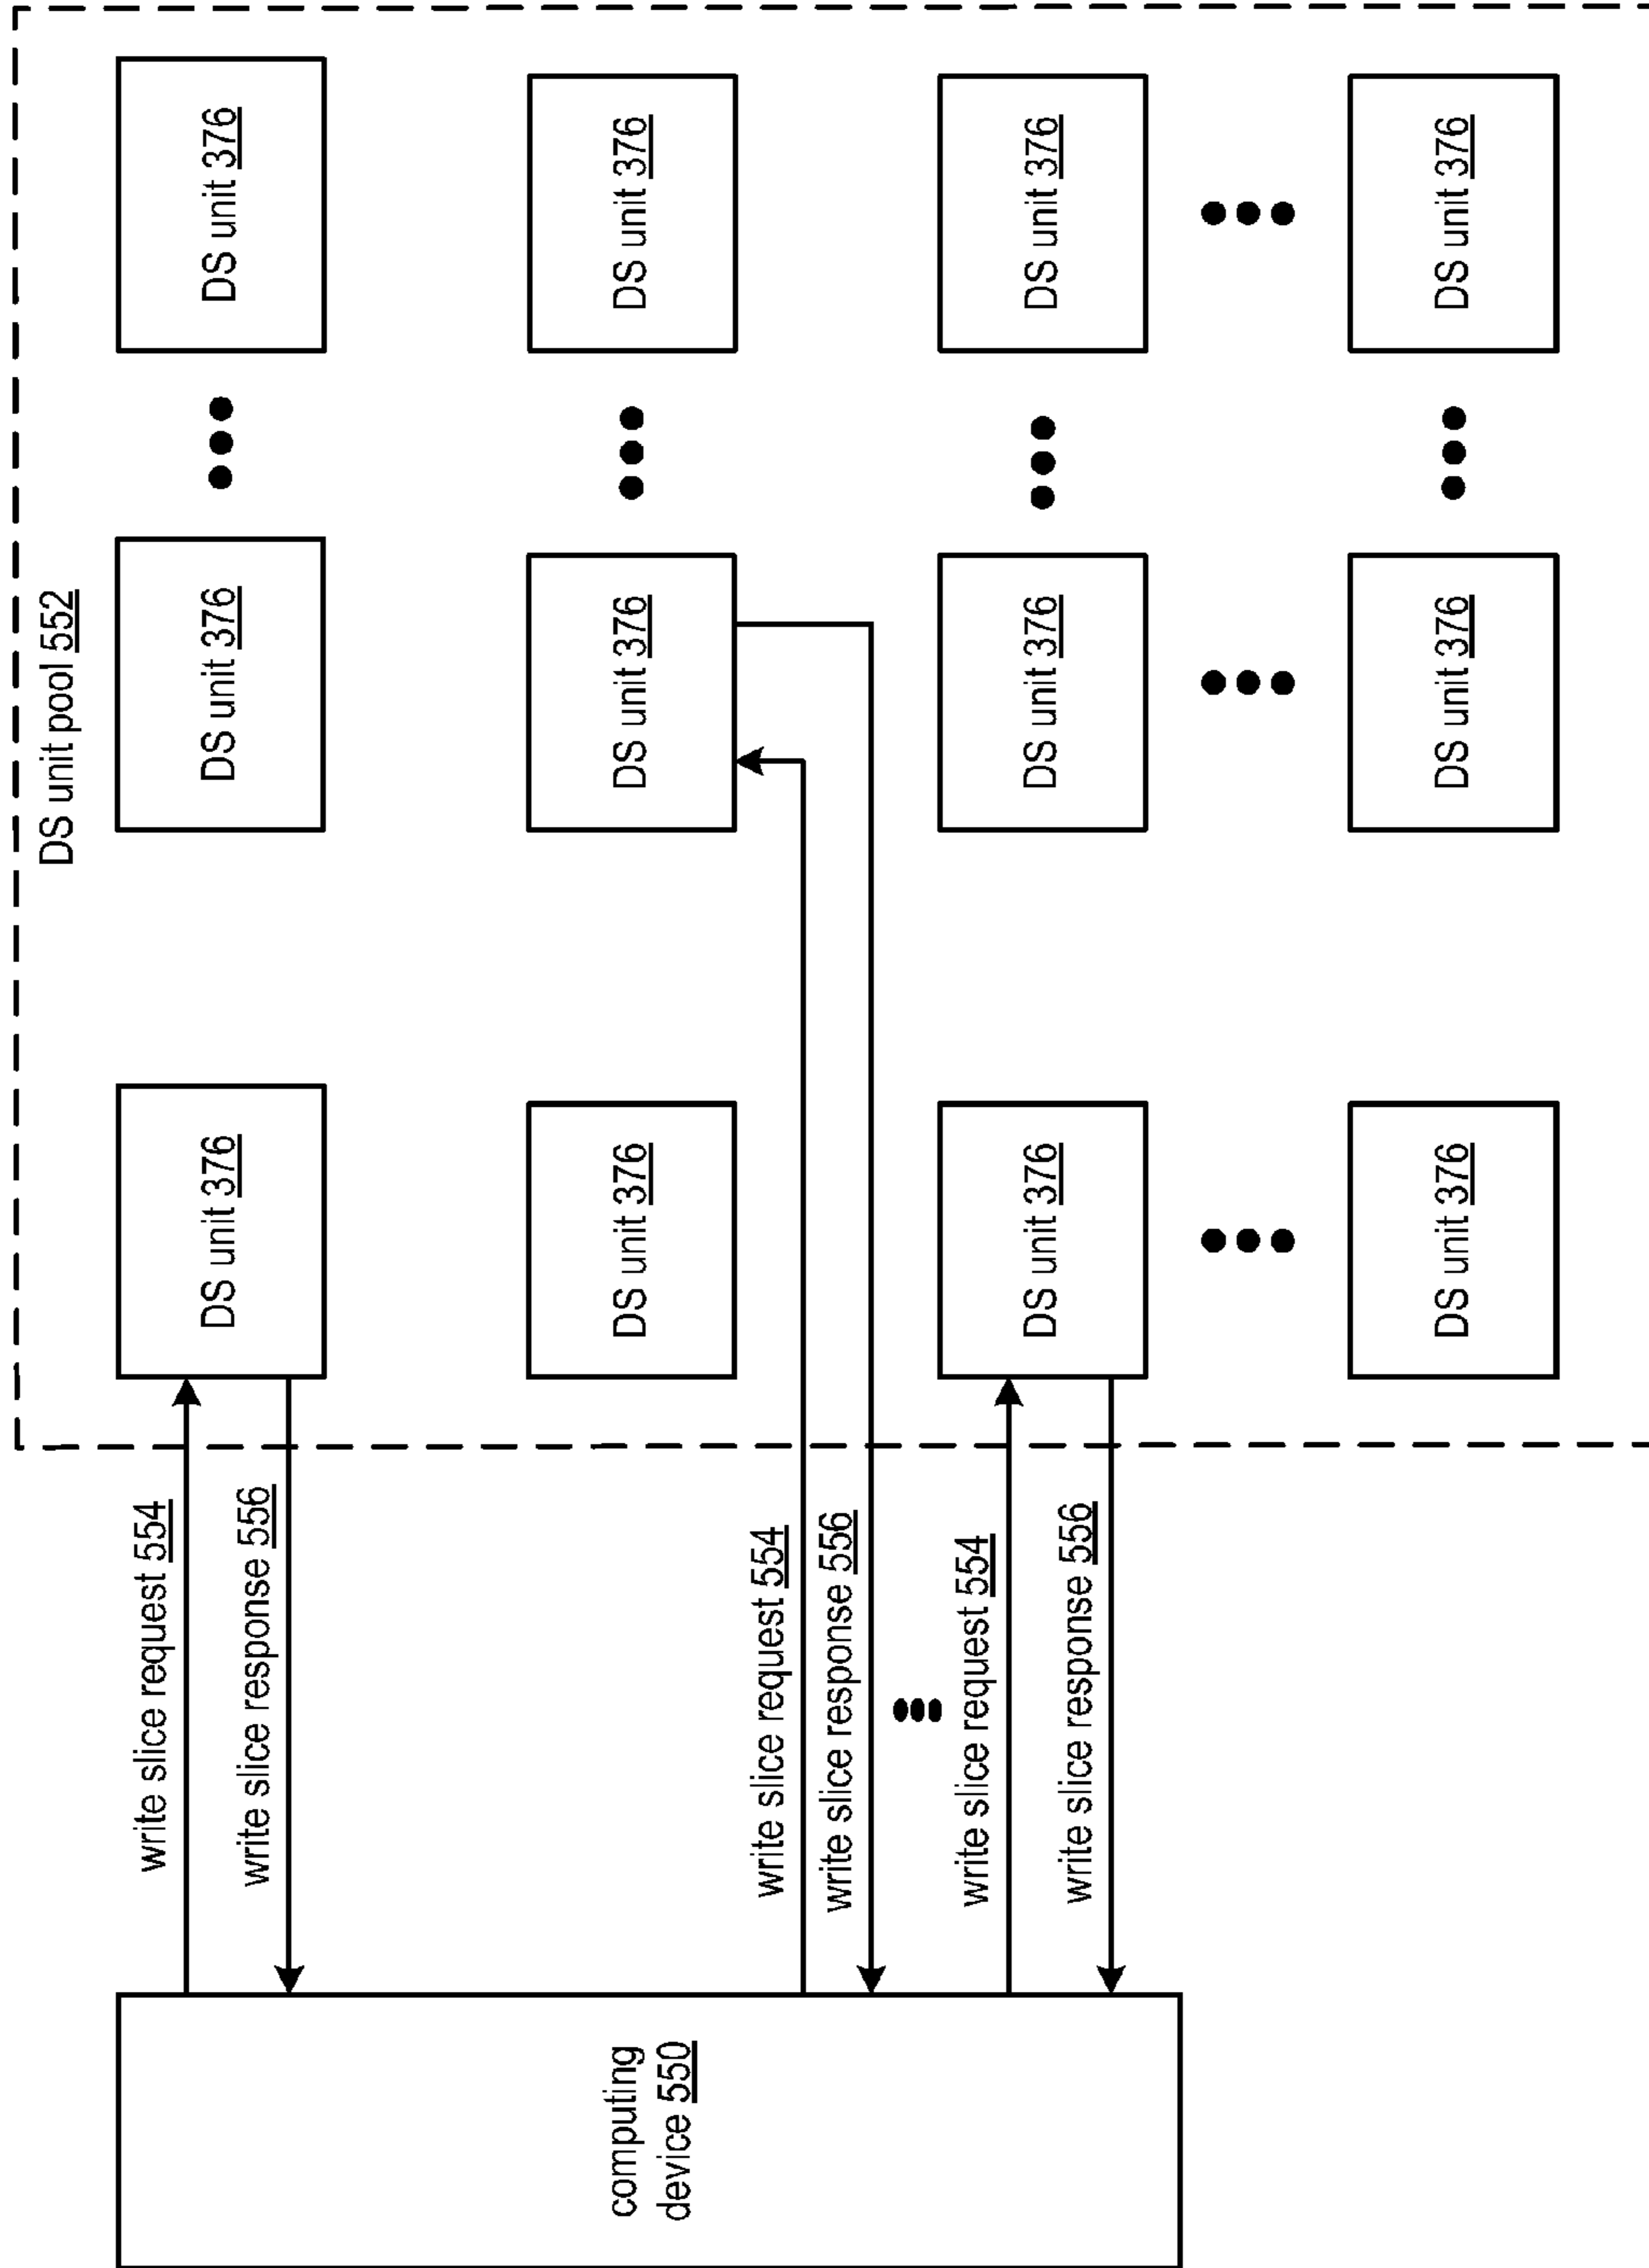 DS unit pool 552
DS unit 376
DS unit 376
DS unit 376
write slice request 554
write slice response 556
DS unit 376
DS unit 376
DS unit 376
computing
device 550
write slice request 554
write slice response 556
write slice request 554
DS unit 376
DS unit 376
DS unit 376
write slice response 556
DS unit 376
DS unit 376
DS unit 376